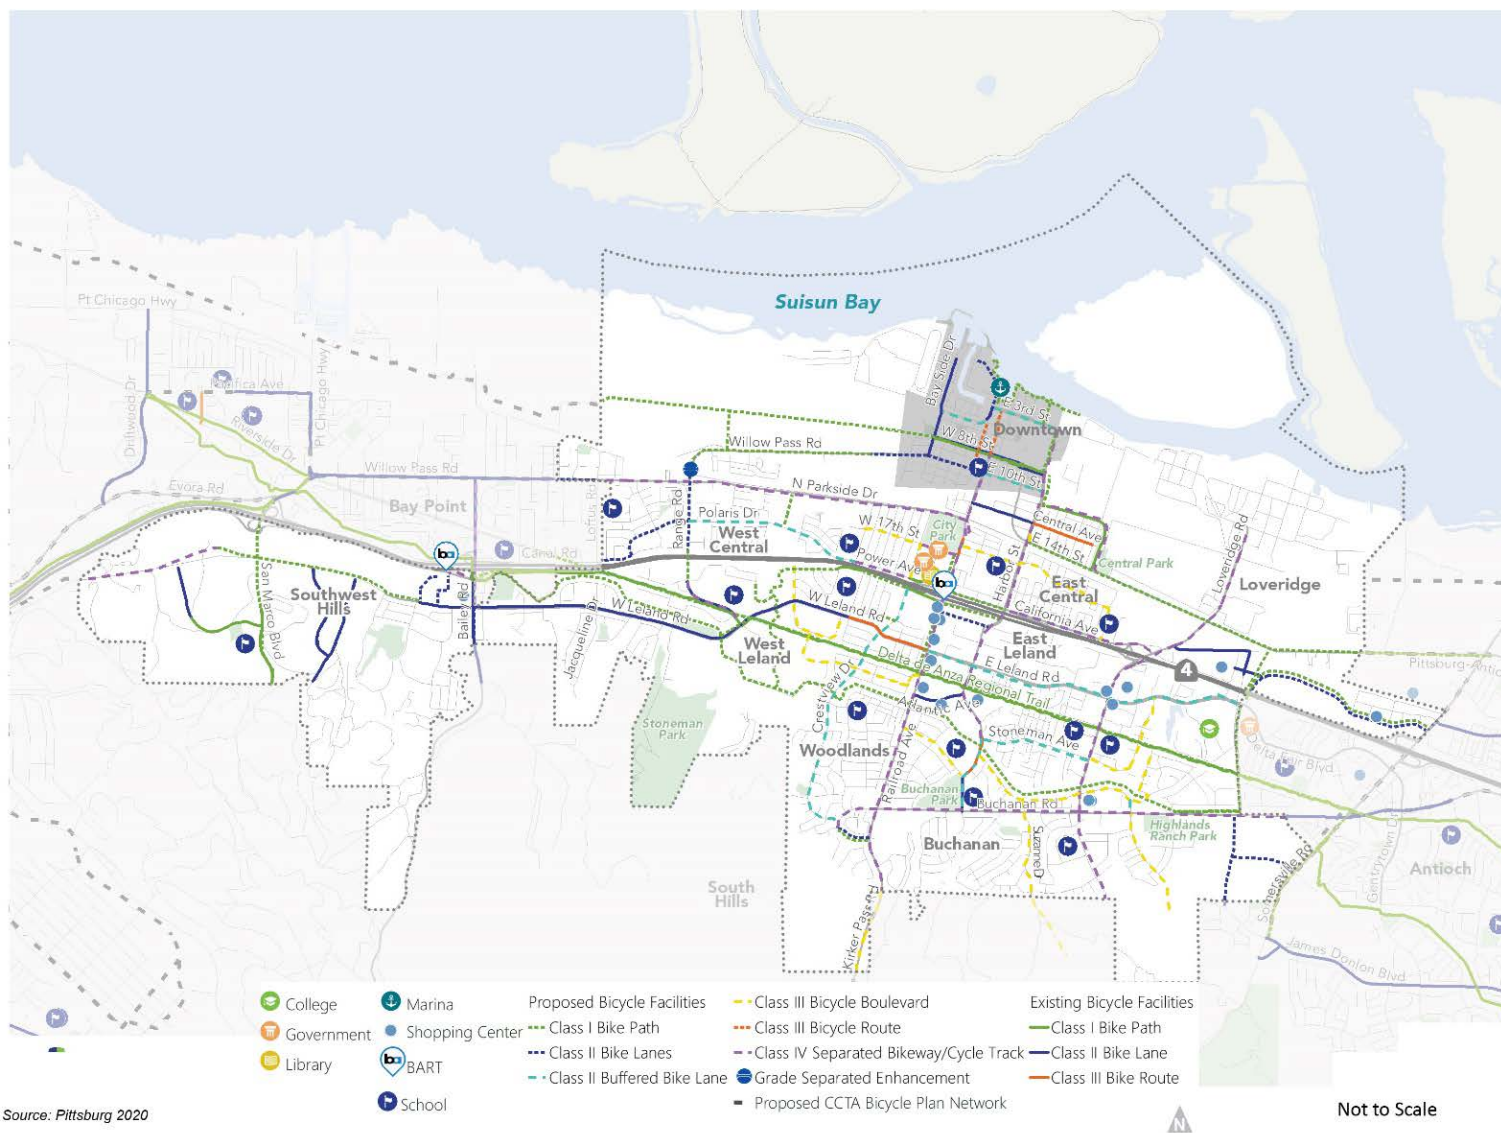 Suisun Bay
Pt Chicago Hwy
Driftwood Dr
Pacifica Ave
Riverside Dr
Pt Chicago Hwy
Willow Pass Rd
Evora Rd
Bay Point
Canal Rd
Loftus Rd
Range Rd
Willow Pass Rd
N Parkside Dr
Polaris Dr
West
Central
W 17th St
Power Ave
City
Park
Bay Side Dr
E 3rd St
Downtown
W 8th St
E 10th St
Central Ave
E 14th St
Central Park
Harbor St
East
Central
California Ave
Loveridge Rd
Loveridge
San Marco Blvd
Southwest
Hills
Bailey Rd
Jacqueline Dr
W Leland Rd
W Leland Rd
West
Leland
East
Leland
E Leland Rd
Delta de Anza Regional Trail
4
Crestview Dr
Atlantic Ave
Stoneman Ave
Stoneman
Park
Woodlands
Railroad Ave
Buchanan
Park
Buchanan Rd
Buchanan
Suzanne Dr
Highlands
Ranch Park
Delta Fair Blvd
Somersville Rd
Gentrytown Dr
Antioch
James Donlon Blvd
South
Hills
Kirker Pass Rd
College
Government
Library
Marina
Shopping Center
ba BART
School
Proposed Bicycle Facilities
Class I Bike Path
Class II Bike Lanes
Class II Buffered Bike Lane
Class III Bicycle Boulevard
Class III Bicycle Route
Class IV Separated Bikeway/Cycle Track
Grade Separated Enhancement
Proposed CCTA Bicycle Plan Network
Existing Bicycle Facilities
Class I Bike Path
Class II Bike Lane
Class III Bike Route
Source: Pittsburg 2020
N
Not to Scale